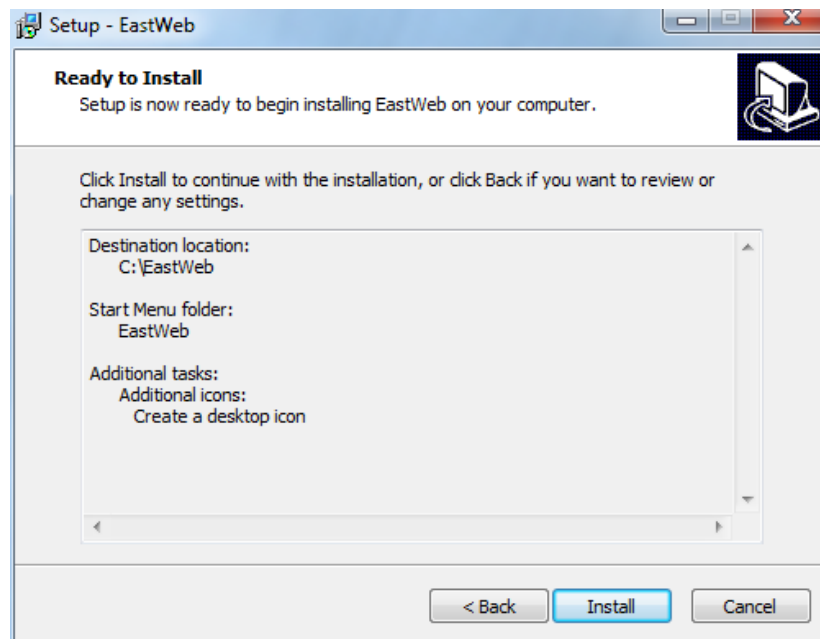 Setup - EastWeb
Ready to Install
Setup is now ready to begin installing EastWeb on your computer.
Click Install to continue with the installation, or click Back if you want to review or
change any settings.
Destination location:
C:\EastWeb
Start Menu folder:
EastWeb
Additional tasks:
Additional icons:
Create a desktop icon
< Back Install Cancel